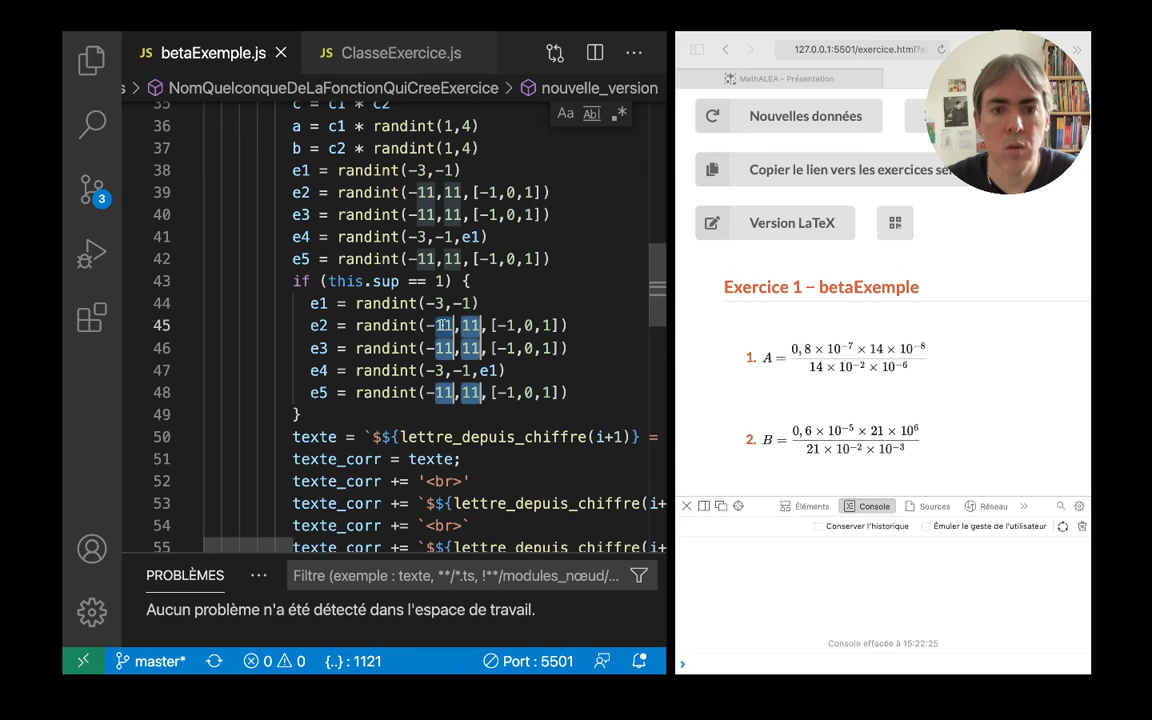 JS betaExemple.js
JS ClasseExercice.js
s > NomQuelconqueDeLaFonctionQuiCreeExercice > nouvelle_version
Aa Abl .*
35 c = c1 * c2
36 a = c1 * randint(1,4)
37 b = c2 * randint(1,4)
38 e1 = randint(-3,-1)
39 e2 = randint(-11,11,[-1,0,1])
40 e3 = randint(-11,11,[-1,0,1])
41 e4 = randint(-3,-1,e1)
42 e5 = randint(-11,11,[-1,0,1])
43 if (this.sup == 1) {
44 e1 = randint(-3,-1)
45 e2 = randint(-11,11,[-1,0,1])
46 e3 = randint(-11,11,[-1,0,1])
47 e4 = randint(-3,-1,e1)
48 e5 = randint(-11,11,[-1,0,1])
49 }
50 texte = `$${lettre_depuis_chiffre(i+1)} =
51 texte_corr = texte;
52 texte_corr += '<br>'
53 texte_corr += `$${lettre_depuis_chiffre(i+
54 texte_corr += `<br>`
55 texte_corr += `$${lettre_depuis_chiffre(i+
3
PROBLÈMES ...
Filtre (exemple : texte, **/*.ts, !**/modules_nœud/...
Aucun problème n'a été détecté dans l'espace de travail.
master* 0 0 {..} : 1121 Port : 5501
127.0.0.1:5501/exercice.html?e
MathALEA - Présentation
Nouvelles données
Copier le lien vers les exercices sé
Version LaTeX
Exercice 1 – betaExemple
1. A = (0,8 × 10⁻⁷ × 14 × 10⁻⁸) / (14 × 10⁻² × 10⁻⁶)
2. B = (0,6 × 10⁻⁵ × 21 × 10⁶) / (21 × 10⁻² × 10⁻³)
Éléments Console Sources Réseau
Conserver l'historique Émuler le geste de l'utilisateur
Console effacée à 15:22:25